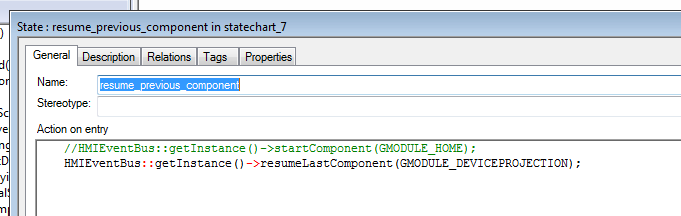 State : resume_previous_component in statechart_7
General Description Relations Tags Properties
Name: resume_previous_component
Stereotype:
Action on entry
//HMIEventBus::getInstance()->startComponent(GMODULE_HOME);
HMIEventBus::getInstance()->resumeLastComponent(GMODULE_DEVICEPROJECTION);